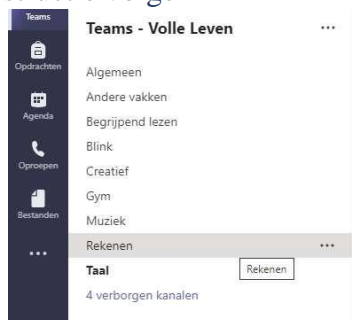 Teams
Opdrachten
Agenda
Oproepen
Bestanden
Teams - Volle Leven
Algemeen
Andere vakken
Begrijpend lezen
Blink
Creatief
Gym
Muziek
Rekenen
Taal
Rekenen
4 verborgen kanalen